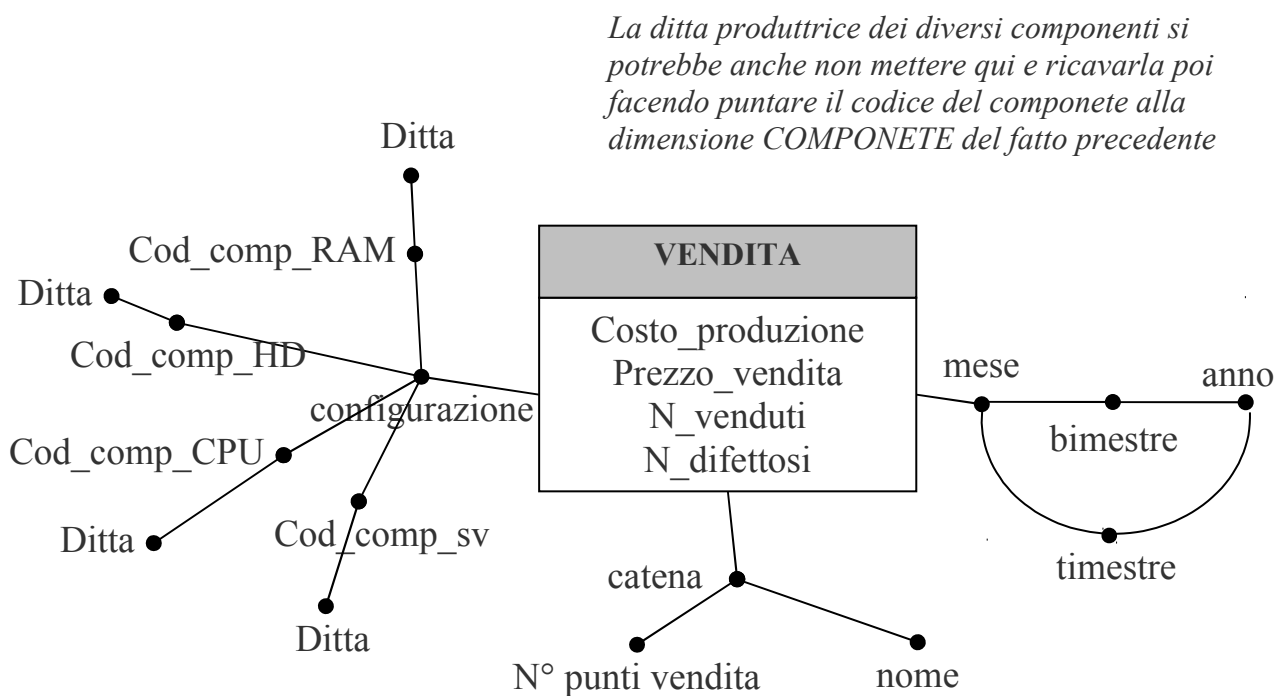 La ditta produttrice dei diversi componenti si
potrebbe anche non mettere qui e ricavarla poi
facendo puntare il codice del componete alla
dimensione COMPONETE del fatto precedente
Ditta
Cod_comp_RAM
Ditta
Cod_comp_HD
configurazione
Cod_comp_CPU
Ditta
Cod_comp_sv
Ditta
VENDITA
Costo_produzione
Prezzo_vendita
N_venduti
N_difettosi
mese
anno
bimestre
timestre
catena
N° punti vendita
nome